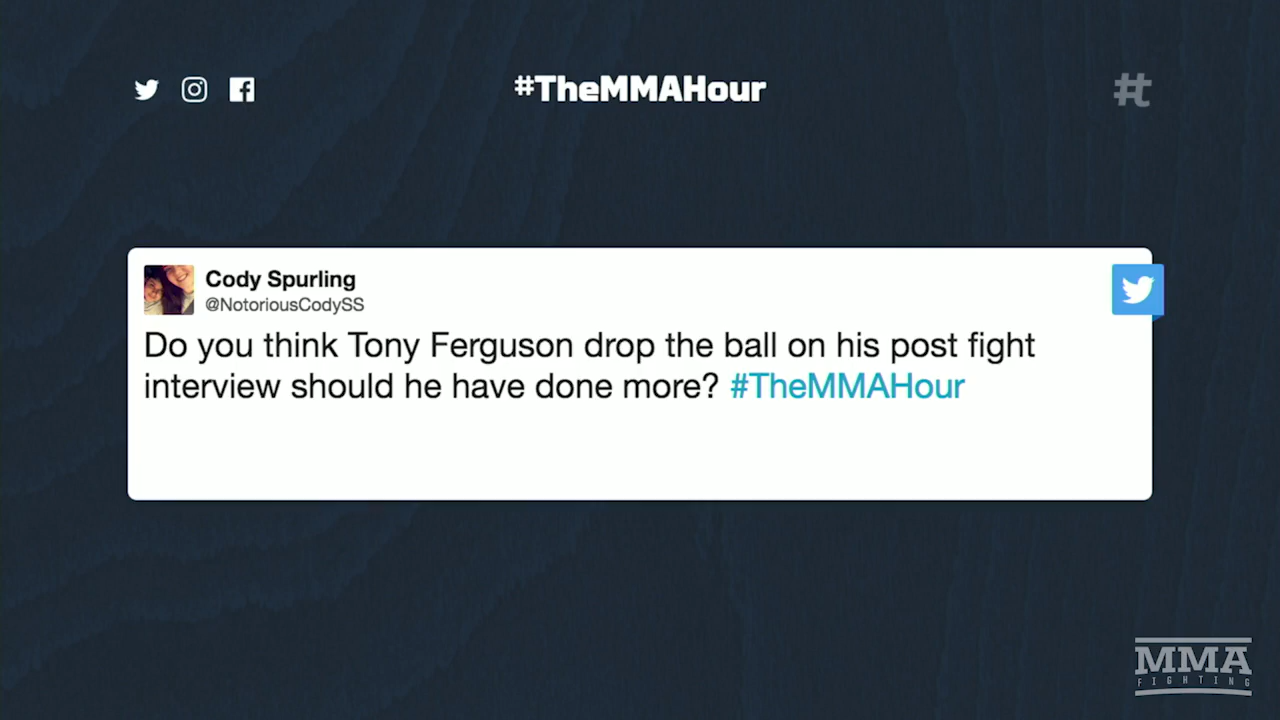 #TheMMAHour
Cody Spurling
@NotoriousCodySS
Do you think Tony Ferguson drop the ball on his post fight
interview should he have done more? #TheMMAHour
MMA
FIGHTING